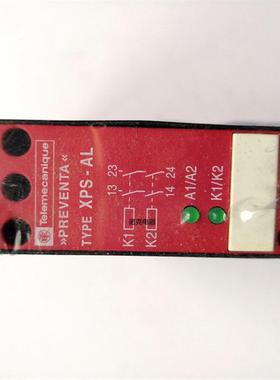 Telemecanique
»PREVENTA«
TYPE XPS-AL
13 23
14 24
K1
K2
A1/A2
K1/K2